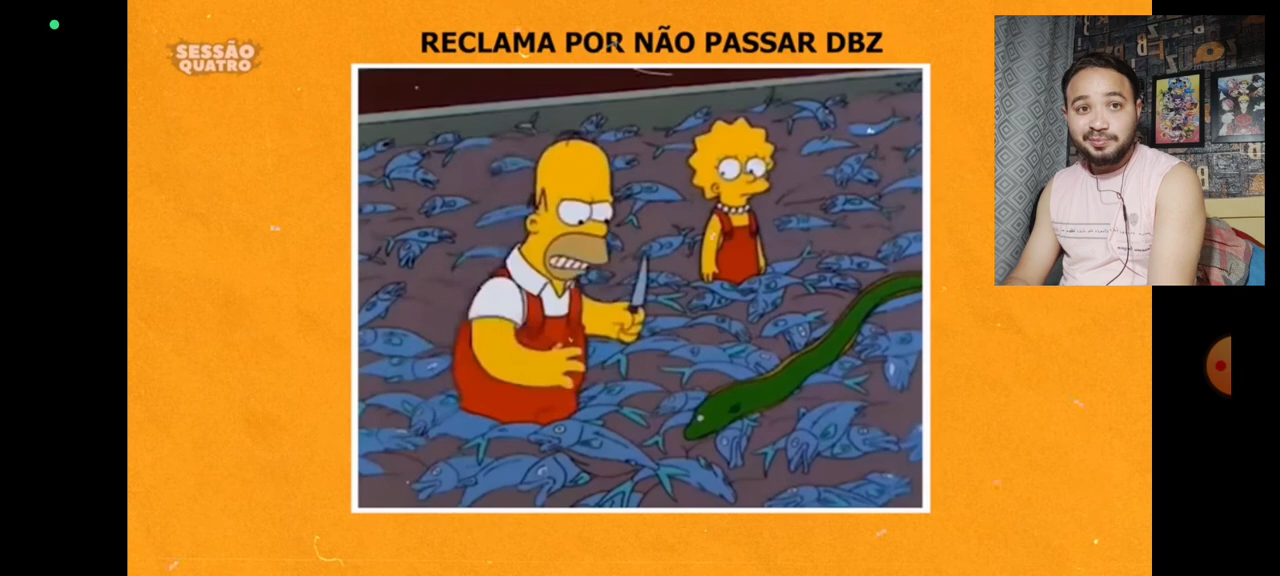 RECLAMA POR NÃO PASSAR DBZ
SESSÃO
QUATRO